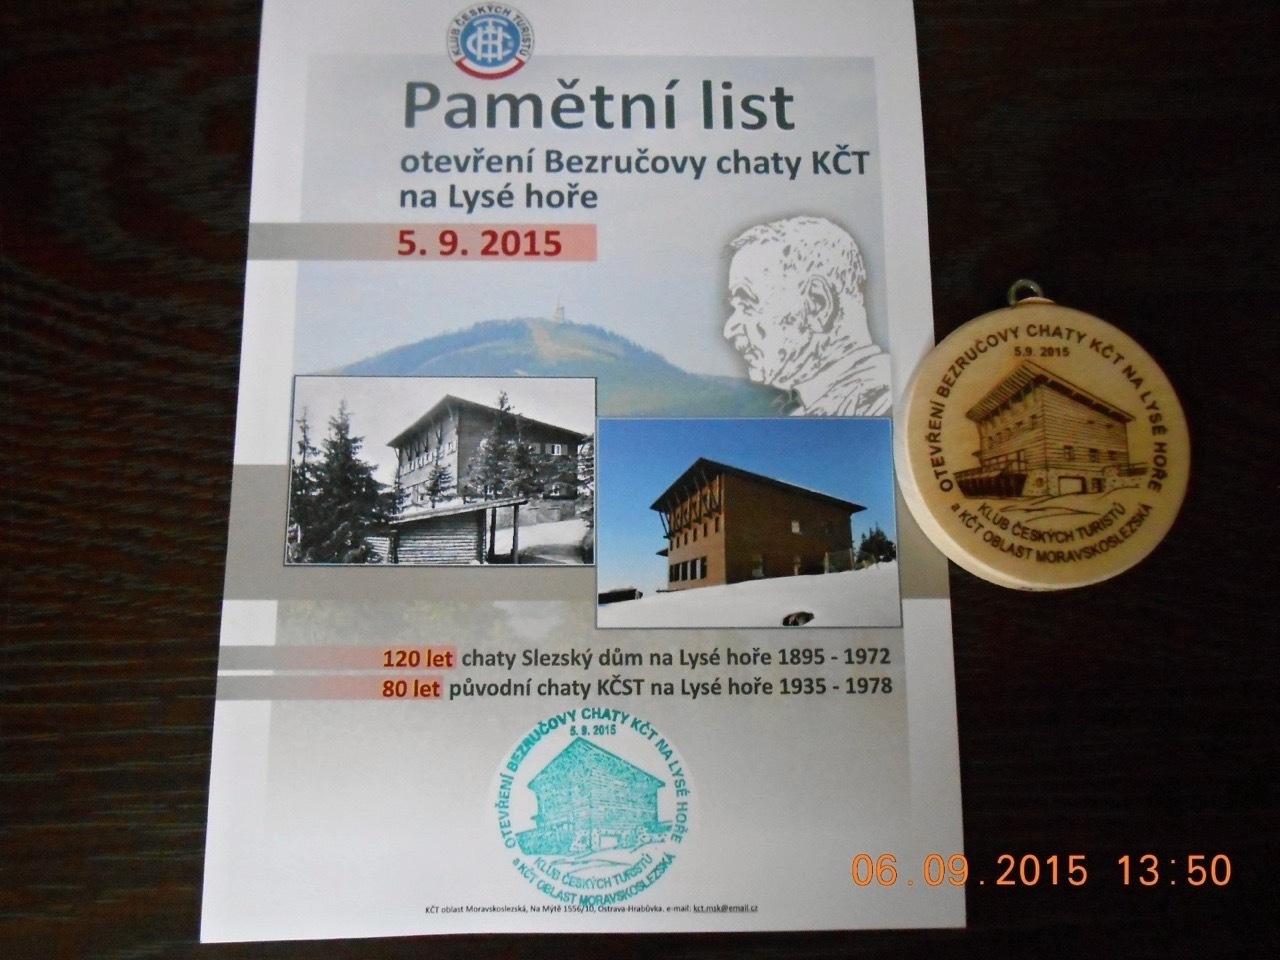 KLUB ČESKÝCH TURISTŮ
Pamětní list
otevření Bezručovy chaty KČT
na Lysé hoře
5. 9. 2015
120 let chaty Slezský dům na Lysé hoře 1895 - 1972
80 let původní chaty KČST na Lysé hoře 1935 - 1978
OTEVŘENÍ BEZRUČOVY CHATY KČT NA LYSÉ HOŘE
5.9. 2015
KLUB ČESKÝCH TURISTŮ
a KČT OBLAST MORAVSKOSLEZSKÁ
KČT oblast Moravskoslezská, Na Mýtě 1556/10, Ostrava-Hrabůvka. e-mail: kct.msk@email.cz
OTEVŘENÍ BEZRUČOVY CHATY KČT NA LYSÉ HOŘE
5.9. 2015
KLUB ČESKÝCH TURISTŮ
a KČT OBLAST MORAVSKOSLEZSKÁ
06.09.2015 13:50